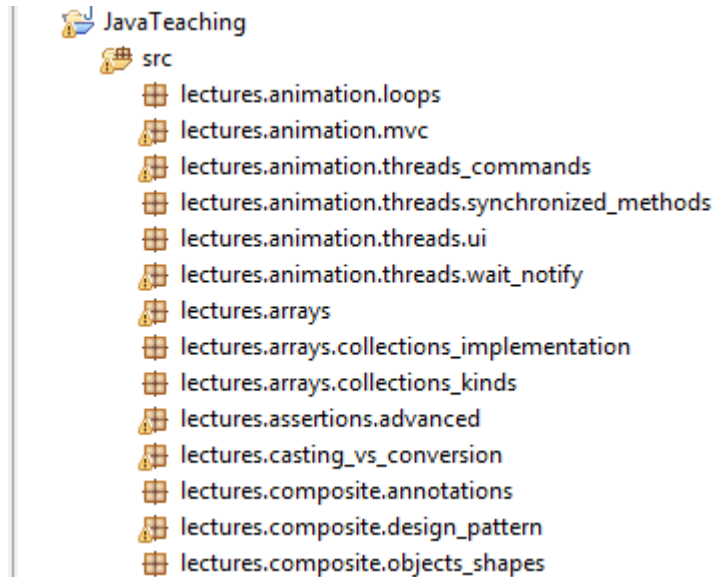 JavaTeaching
src
lectures.animation.loops
lectures.animation.mvc
lectures.animation.threads_commands
lectures.animation.threads.synchronized_methods
lectures.animation.threads.ui
lectures.animation.threads.wait_notify
lectures.arrays
lectures.arrays.collections_implementation
lectures.arrays.collections_kinds
lectures.assertions.advanced
lectures.casting_vs_conversion
lectures.composite.annotations
lectures.composite.design_pattern
lectures.composite.objects_shapes